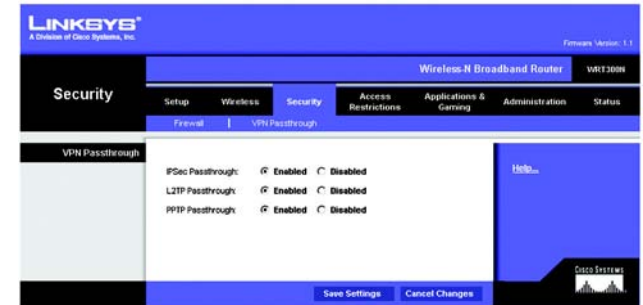 LINKSYS®
A Division of Cisco Systems, Inc.
Firmware Version: 1.1
Wireless-N Broadband Router WRT300N
Security
Setup Wireless Security Access Restrictions Applications & Gaming Administration Status
Firewall | VPN Passthrough
VPN Passthrough
IPSec Passthrough: Enabled Disabled
L2TP Passthrough: Enabled Disabled
PPTP Passthrough: Enabled Disabled
Help...
Save Settings Cancel Changes
CISCO SYSTEMS